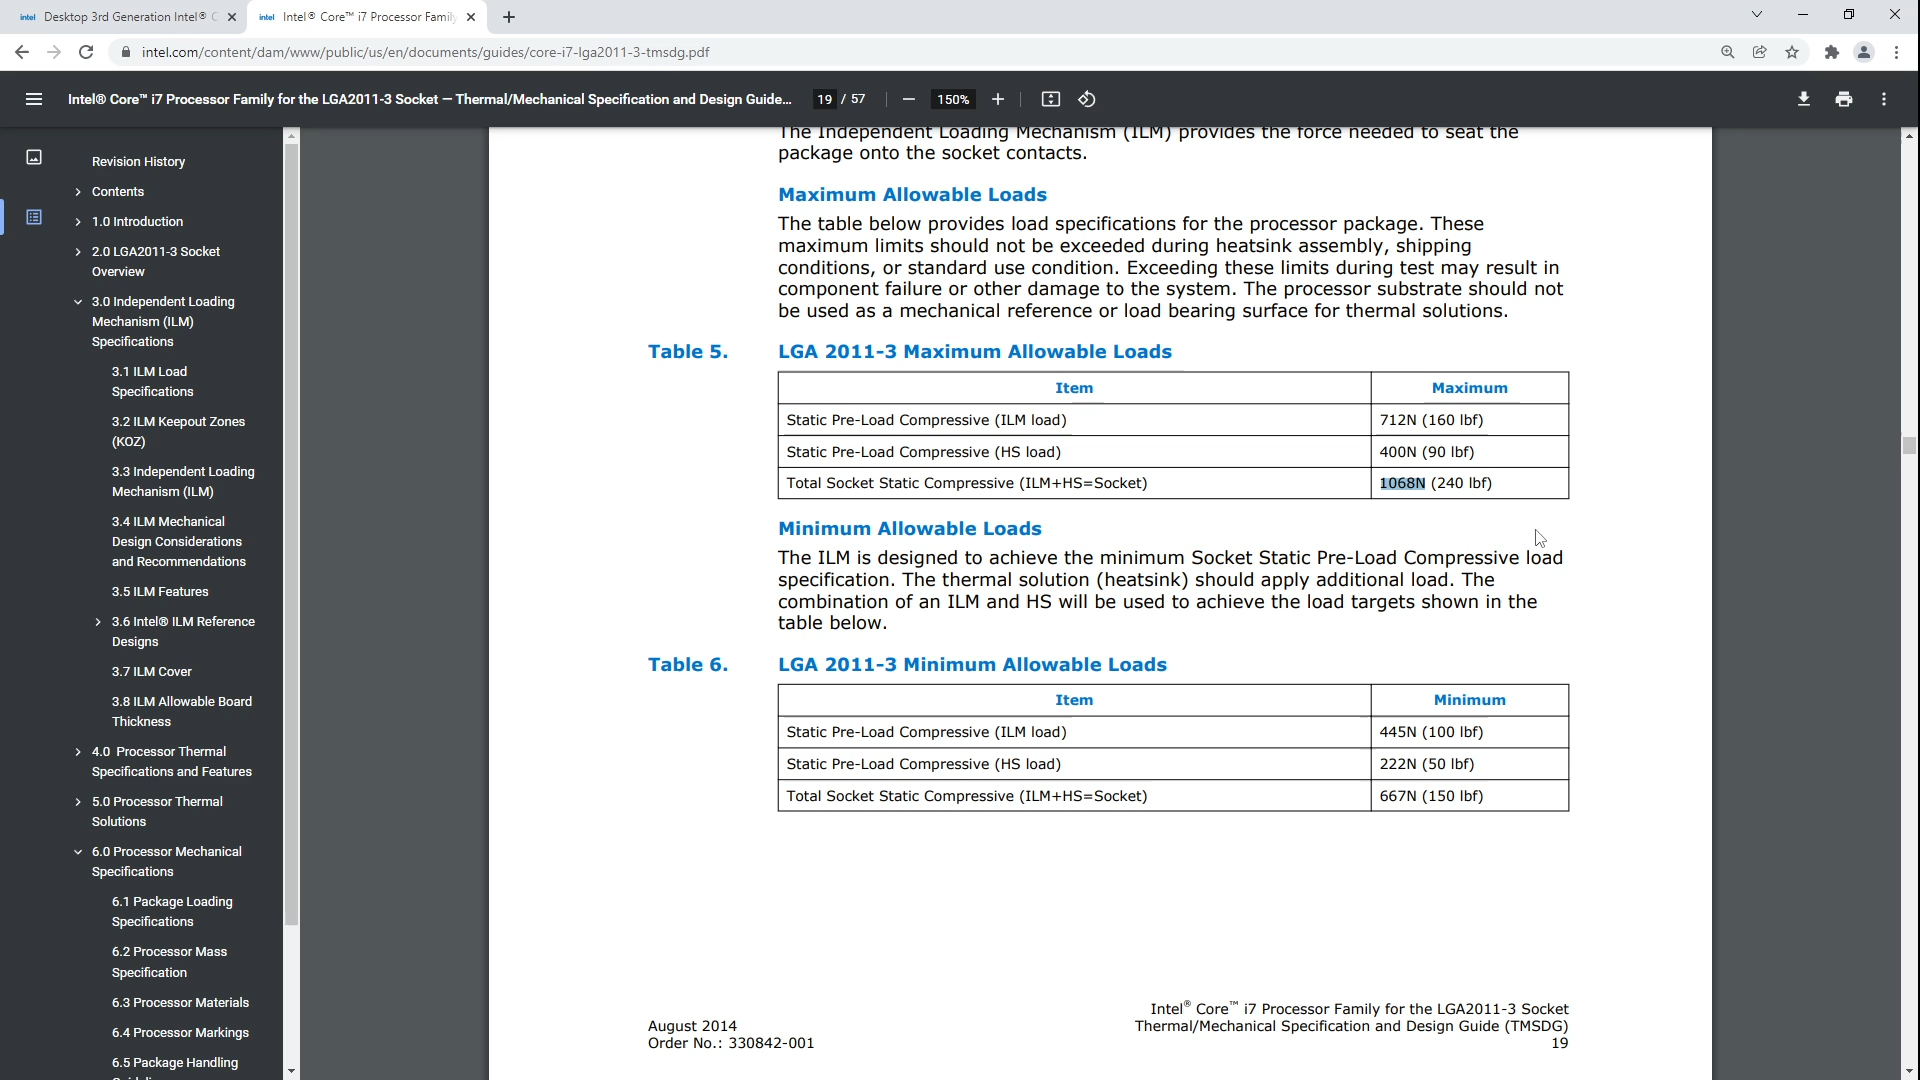 intel Desktop 3rd Generation Intel® C
intel Intel® Core™ i7 Processor Family
intel.com/content/dam/www/public/us/en/documents/guides/core-i7-lga2011-3-tmsdg.pdf
Intel® Core™ i7 Processor Family for the LGA2011-3 Socket — Thermal/Mechanical Specification and Design Guide...
19 / 57
150%
Revision History
Contents
1.0 Introduction
2.0 LGA2011-3 Socket
Overview
3.0 Independent Loading
Mechanism (ILM)
Specifications
3.1 ILM Load
Specifications
3.2 ILM Keepout Zones
(KOZ)
3.3 Independent Loading
Mechanism (ILM)
3.4 ILM Mechanical
Design Considerations
and Recommendations
3.5 ILM Features
3.6 Intel® ILM Reference
Designs
3.7 ILM Cover
3.8 ILM Allowable Board
Thickness
4.0 Processor Thermal
Specifications and Features
5.0 Processor Thermal
Solutions
6.0 Processor Mechanical
Specifications
6.1 Package Loading
Specifications
6.2 Processor Mass
Specification
6.3 Processor Materials
6.4 Processor Markings
6.5 Package Handling
The Independent Loading Mechanism (ILM) provides the force needed to seat the
package onto the socket contacts.
Maximum Allowable Loads
The table below provides load specifications for the processor package. These
maximum limits should not be exceeded during heatsink assembly, shipping
conditions, or standard use condition. Exceeding these limits during test may result in
component failure or other damage to the system. The processor substrate should not
be used as a mechanical reference or load bearing surface for thermal solutions.
Table 5. LGA 2011-3 Maximum Allowable Loads
Item Maximum
Static Pre-Load Compressive (ILM load) 712N (160 lbf)
Static Pre-Load Compressive (HS load) 400N (90 lbf)
Total Socket Static Compressive (ILM+HS=Socket) 1068N (240 lbf)
Minimum Allowable Loads
The ILM is designed to achieve the minimum Socket Static Pre-Load Compressive load
specification. The thermal solution (heatsink) should apply additional load. The
combination of an ILM and HS will be used to achieve the load targets shown in the
table below.
Table 6. LGA 2011-3 Minimum Allowable Loads
Item Minimum
Static Pre-Load Compressive (ILM load) 445N (100 lbf)
Static Pre-Load Compressive (HS load) 222N (50 lbf)
Total Socket Static Compressive (ILM+HS=Socket) 667N (150 lbf)
Intel® Core™ i7 Processor Family for the LGA2011-3 Socket
August 2014 Thermal/Mechanical Specification and Design Guide (TMSDG)
Order No.: 330842-001 19